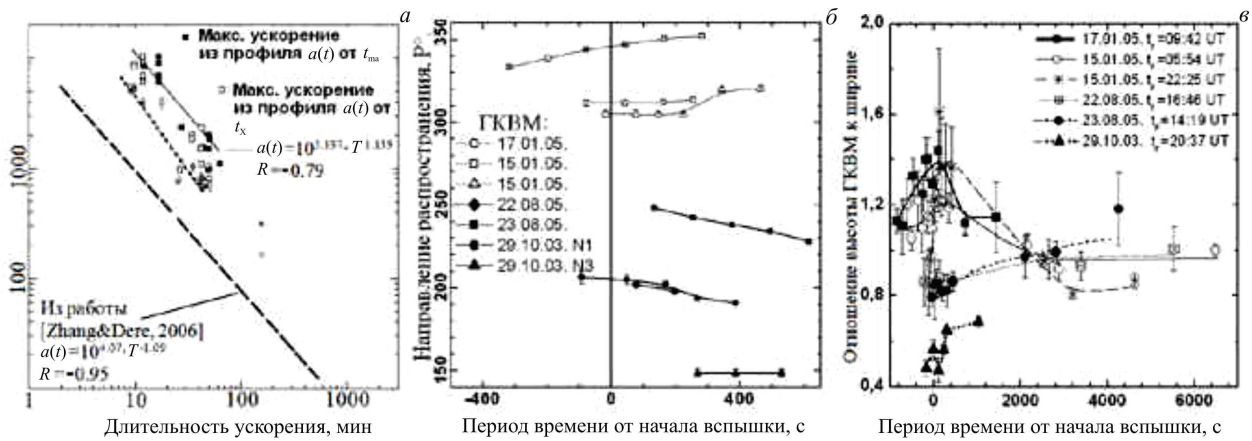 а
Макс. ускорение
из профиля a(t) от t_ma
Макс. ускорение
из профиля a(t) от
t_X
R = -0.79
Из работы
[Zhang&Dere, 2006]
R = -0.95
1000
100
1 10 100 1000
Длительность ускорения, мин
б
Направление распространения, P°
350
300
250
200
150
ГКВМ:
17.01.05.
15.01.05.
15.01.05.
22.08.05.
23.08.05.
29.10.03. N1
29.10.03. N3
-400 0 400
Период времени от начала вспышки, с
в
Отношение высоты ГКВМ к ширине
2,0
1,6
1,2
0,8
0,4
17.01.05. =09:42 UT
15.01.05. =05:54 UT
15.01.05. =22:25 UT
22.08.05. =16:46 UT
23.08.05. =14:19 UT
29.10.03. =20:37 UT
0 2000 4000 6000
Период времени от начала вспышки, с